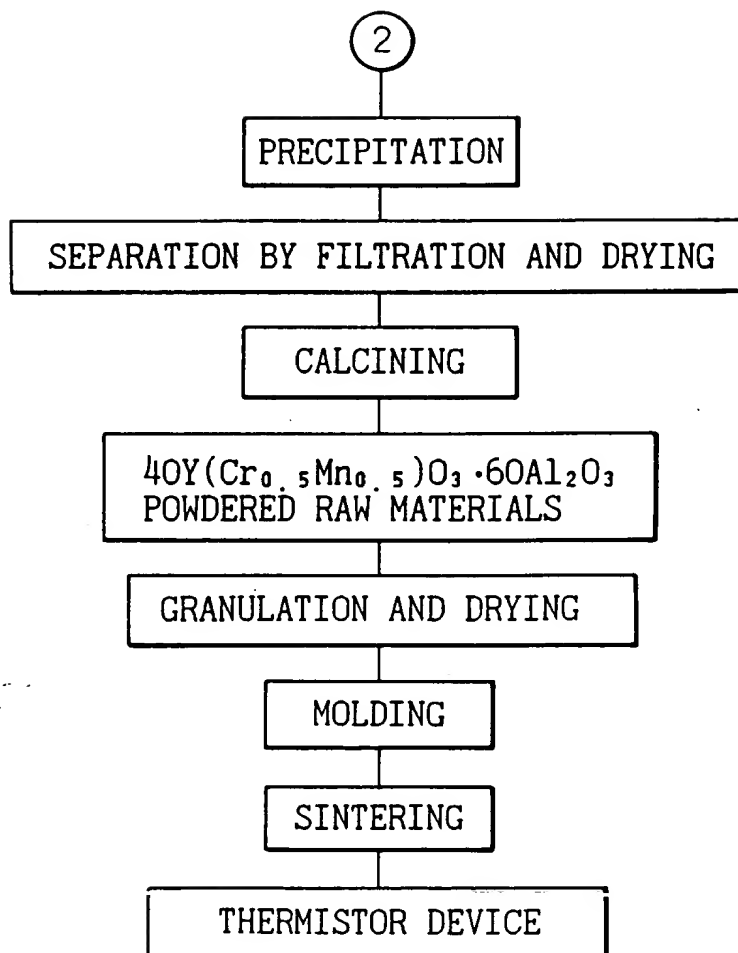 2
PRECIPITATION
SEPARATION BY FILTRATION AND DRYING
CALCINING
40Y(Cr₀.₅Mn₀.₅)O₃·60Al₂O₃
POWDERED RAW MATERIALS
GRANULATION AND DRYING
MOLDING
SINTERING
THERMISTOR DEVICE